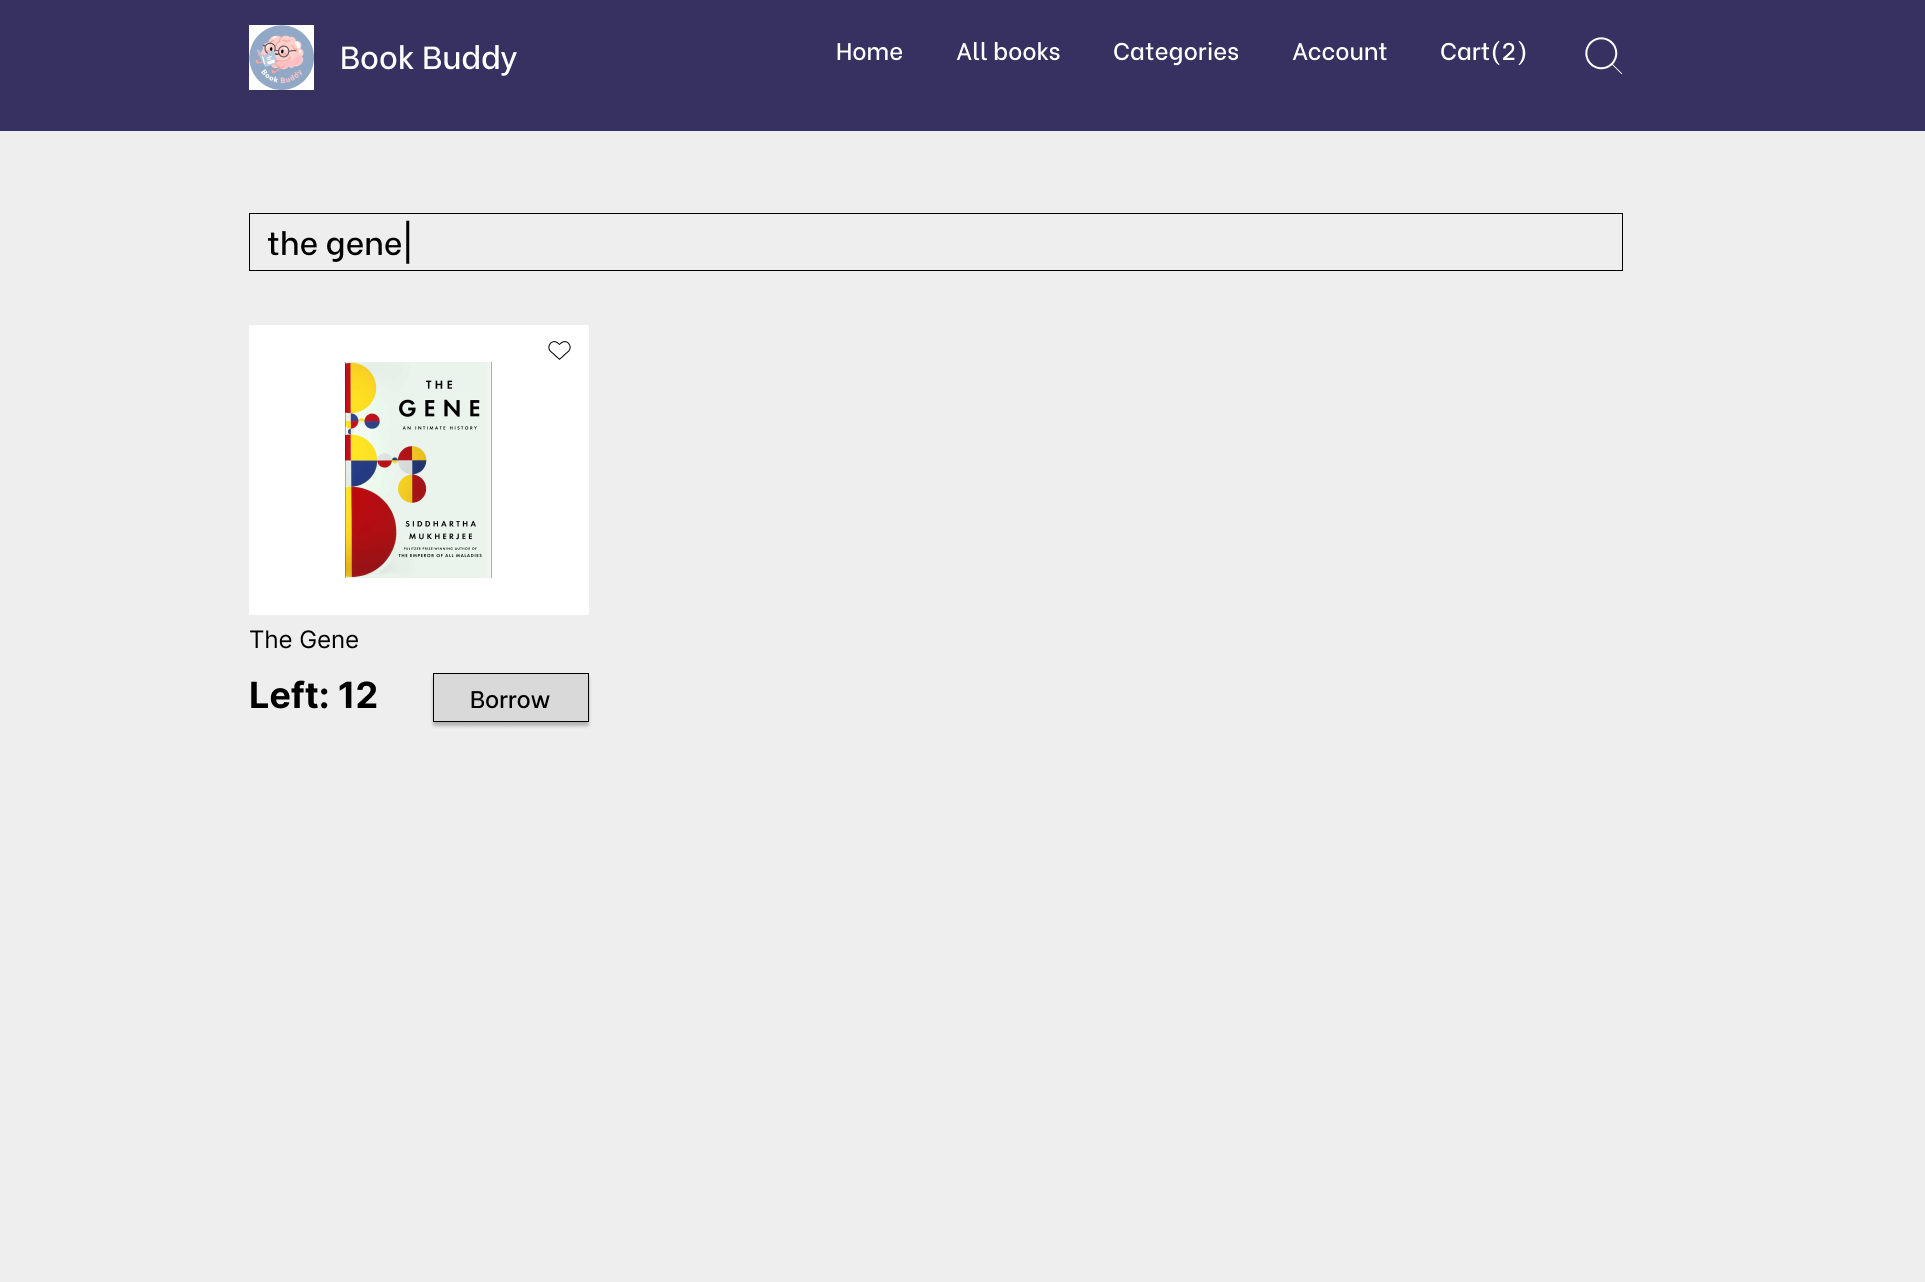 Book Buddy
Book Buddy
Home All books Categories Account Cart(2)
the gene
THE
GENE
AN INTIMATE HISTORY
SIDDHARTHA
MUKHERJEE
PULITZER PRIZE-WINNING AUTHOR OF
THE EMPEROR OF ALL MALADIES
The Gene
Left: 12
Borrow